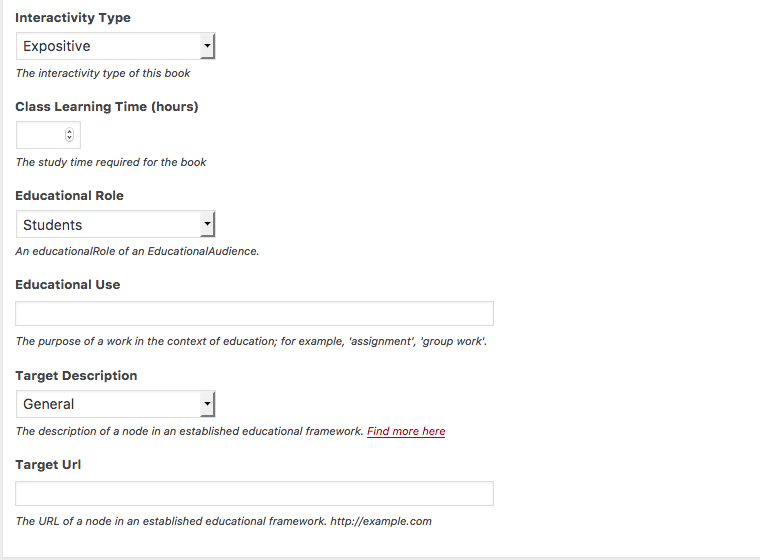 Interactivity Type
Expositive
The interactivity type of this book
Class Learning Time (hours)
The study time required for the book
Educational Role
Students
An educationalRole of an EducationalAudience.
Educational Use
The purpose of a work in the context of education; for example, 'assignment', 'group work'.
Target Description
General
The description of a node in an established educational framework. Find more here
Target Url
The URL of a node in an established educational framework. http://example.com